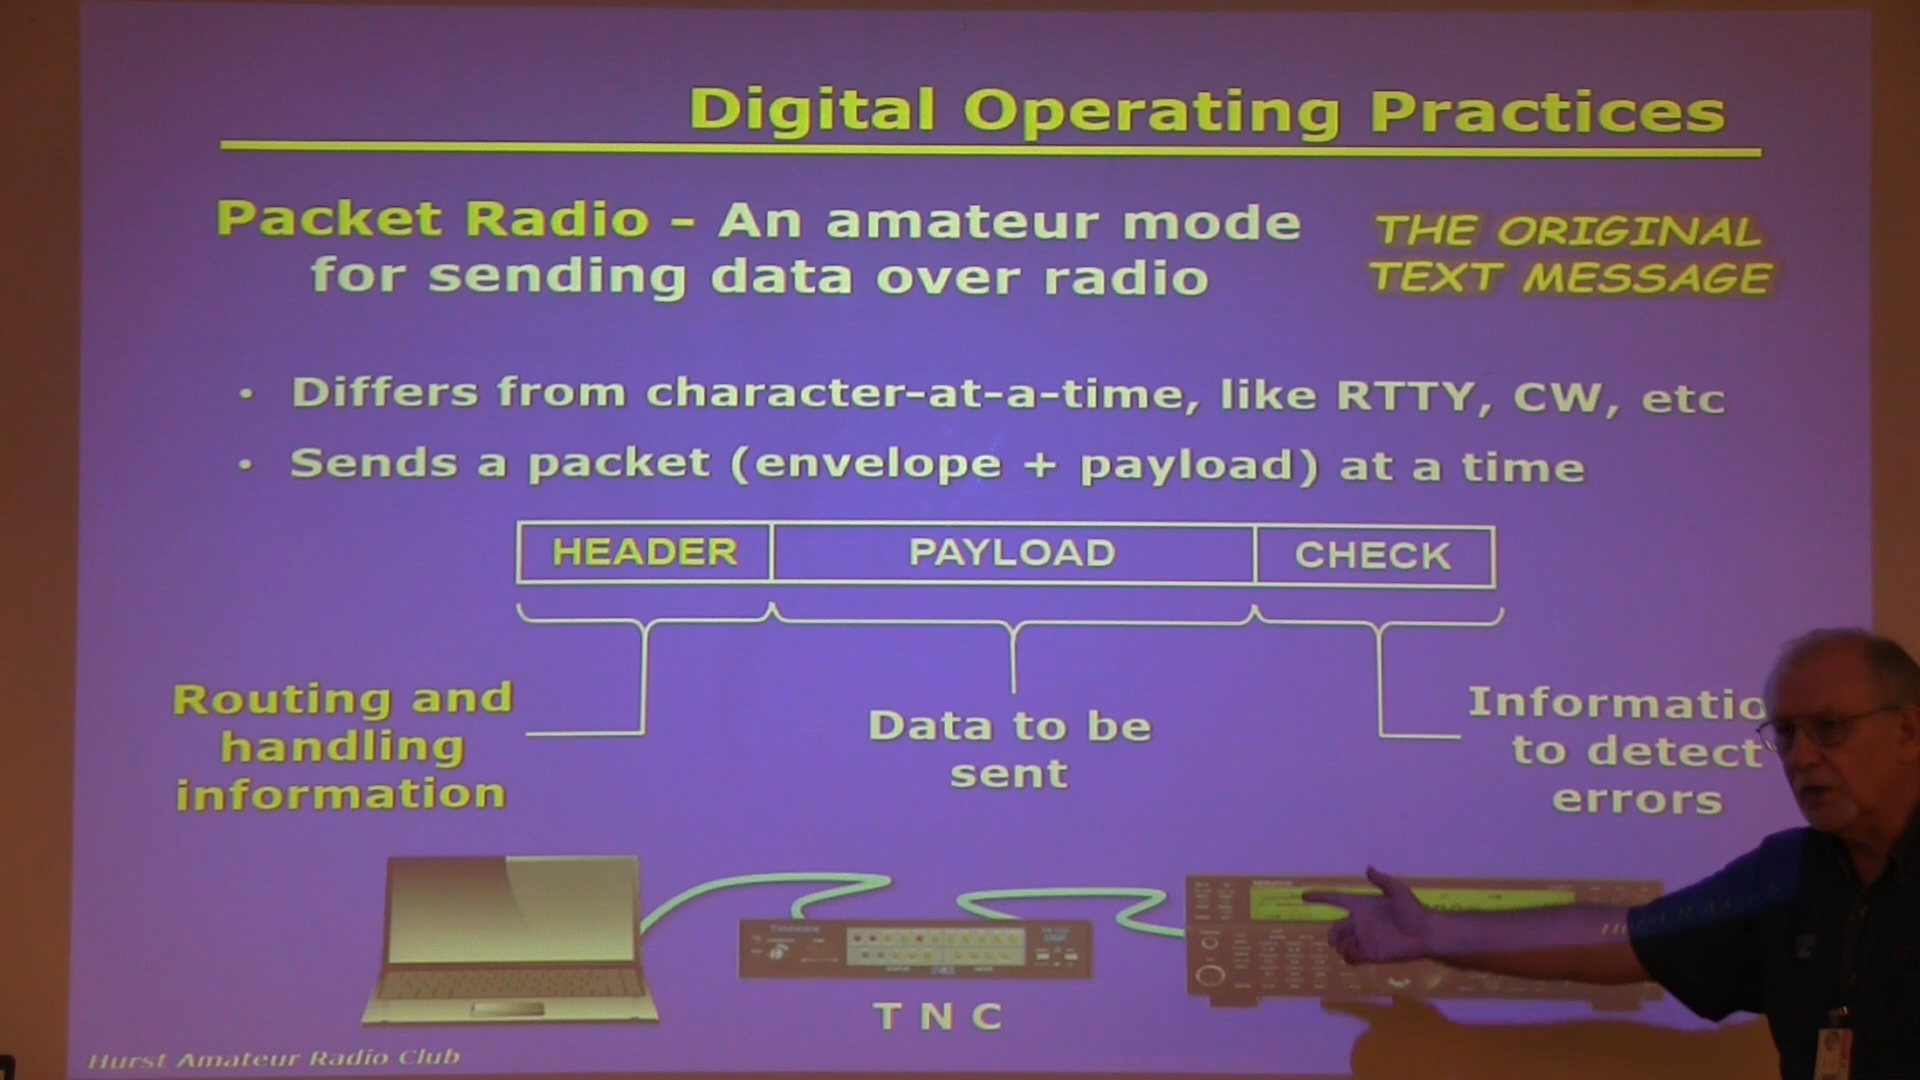 Digital Operating Practices
Packet Radio – An amateur mode
for sending data over radio
THE ORIGINAL
TEXT MESSAGE
• Differs from character-at-a-time, like RTTY, CW, etc
• Sends a packet (envelope + payload) at a time
HEADER PAYLOAD CHECK
Routing and
handling
information
Data to be
sent
Informatio
to detect
errors
T N C
Hurst Amateur Radio Club